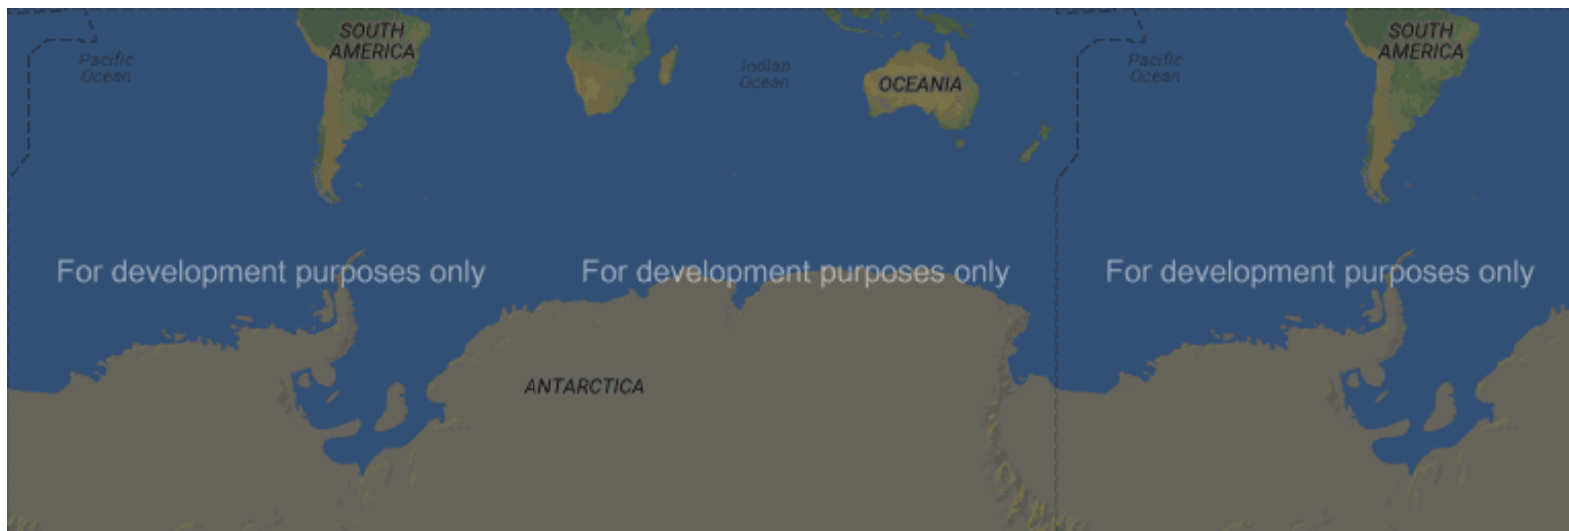 SOUTH
AMERICA
Pacific
Ocean
Indian
Ocean
OCEANIA
Pacific
Ocean
SOUTH
AMERICA
For development purposes only
For development purposes only
For development purposes only
ANTARCTICA